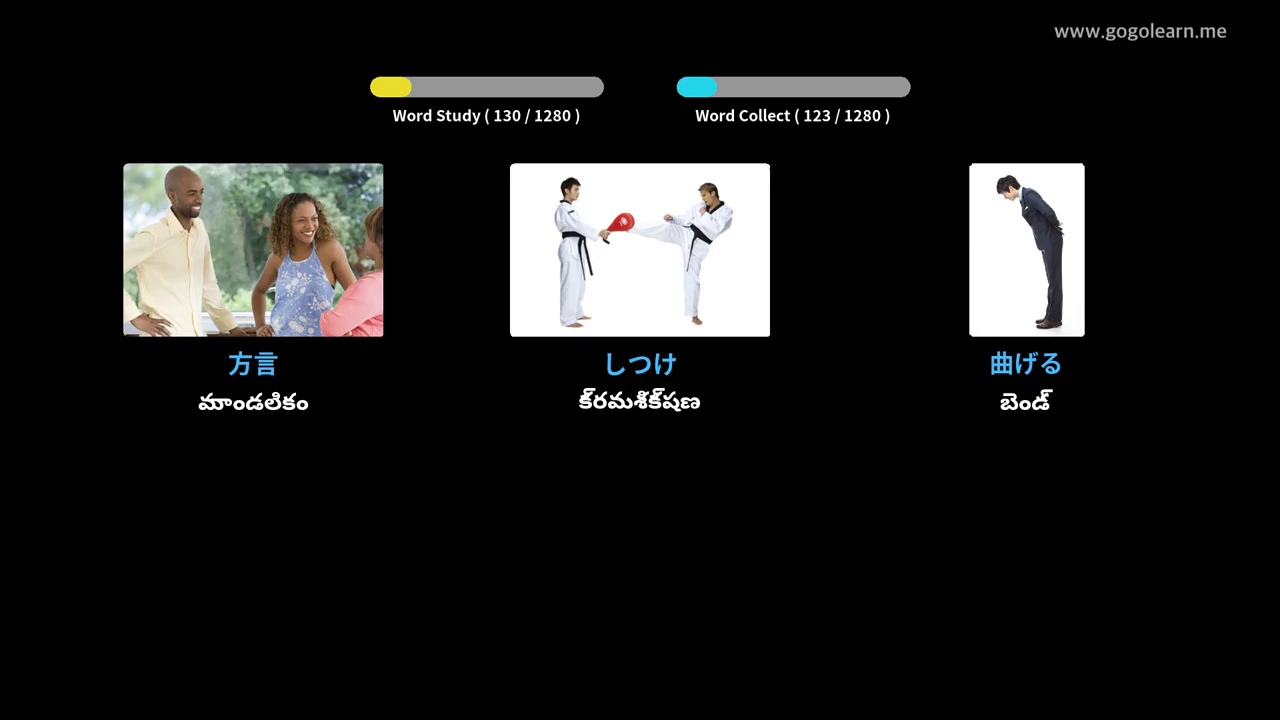 www.gogolearn.me
Word Study ( 130 / 1280 )
Word Collect ( 123 / 1280 )
方言
しつけ
曲げる
మాండలికం
క్‌రమశిక్‌షణ
బెండ్